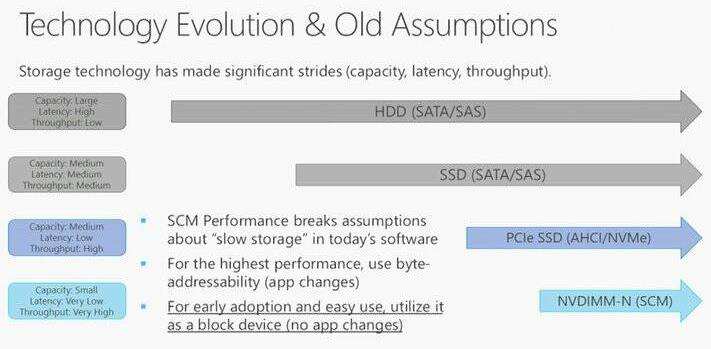 Technology Evolution & Old Assumptions
Storage technology has made significant strides (capacity, latency, throughput).
Capacity: Large
Latency: High
Throughput: Low
HDD (SATA/SAS)
Capacity: Medium
Latency: Medium
Throughput: Medium
SSD (SATA/SAS)
Capacity: Medium
Latency: Low
Throughput: High
SCM Performance breaks assumptions
about “slow storage” in today’s software
PCIe SSD (AHCI/NVMe)
For the highest performance, use byte-
addressability (app changes)
Capacity: Small
Latency: Very Low
Throughput: Very High
For early adoption and easy use, utilize it
as a block device (no app changes)
NVDIMM-N (SCM)